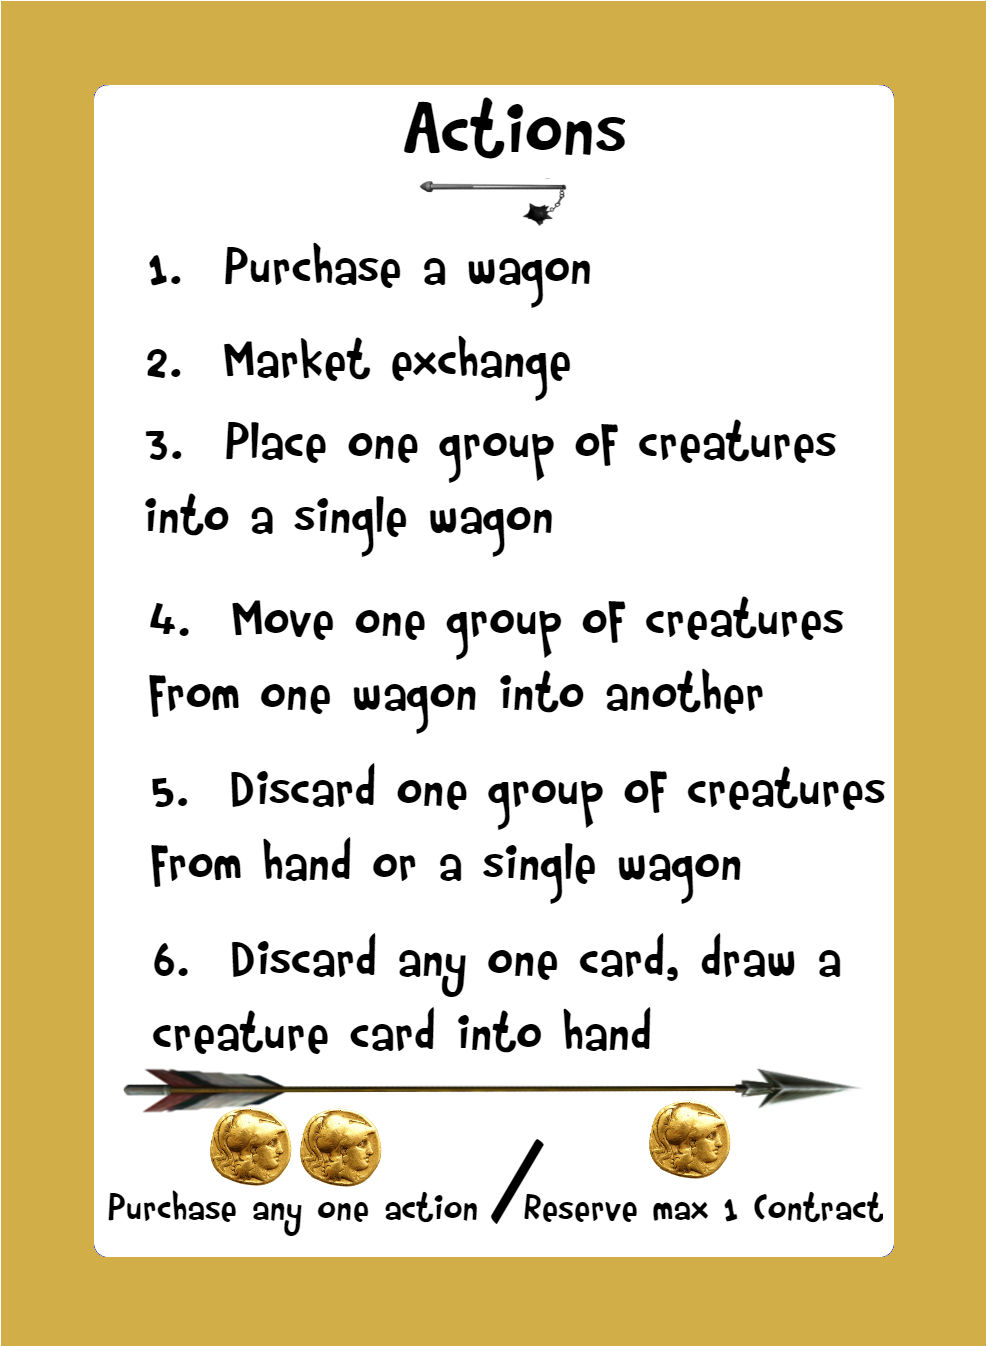 Actions
1. Purchase a wagon
2. Market exchange
3. Place one group of creatures
into a single wagon
4. Move one group of creatures
From one wagon into another
5. Discard one group of creatures
From hand or a single wagon
6. Discard any one card, draw a
creature card into hand
Purchase any one action / Reserve max 1 Contract